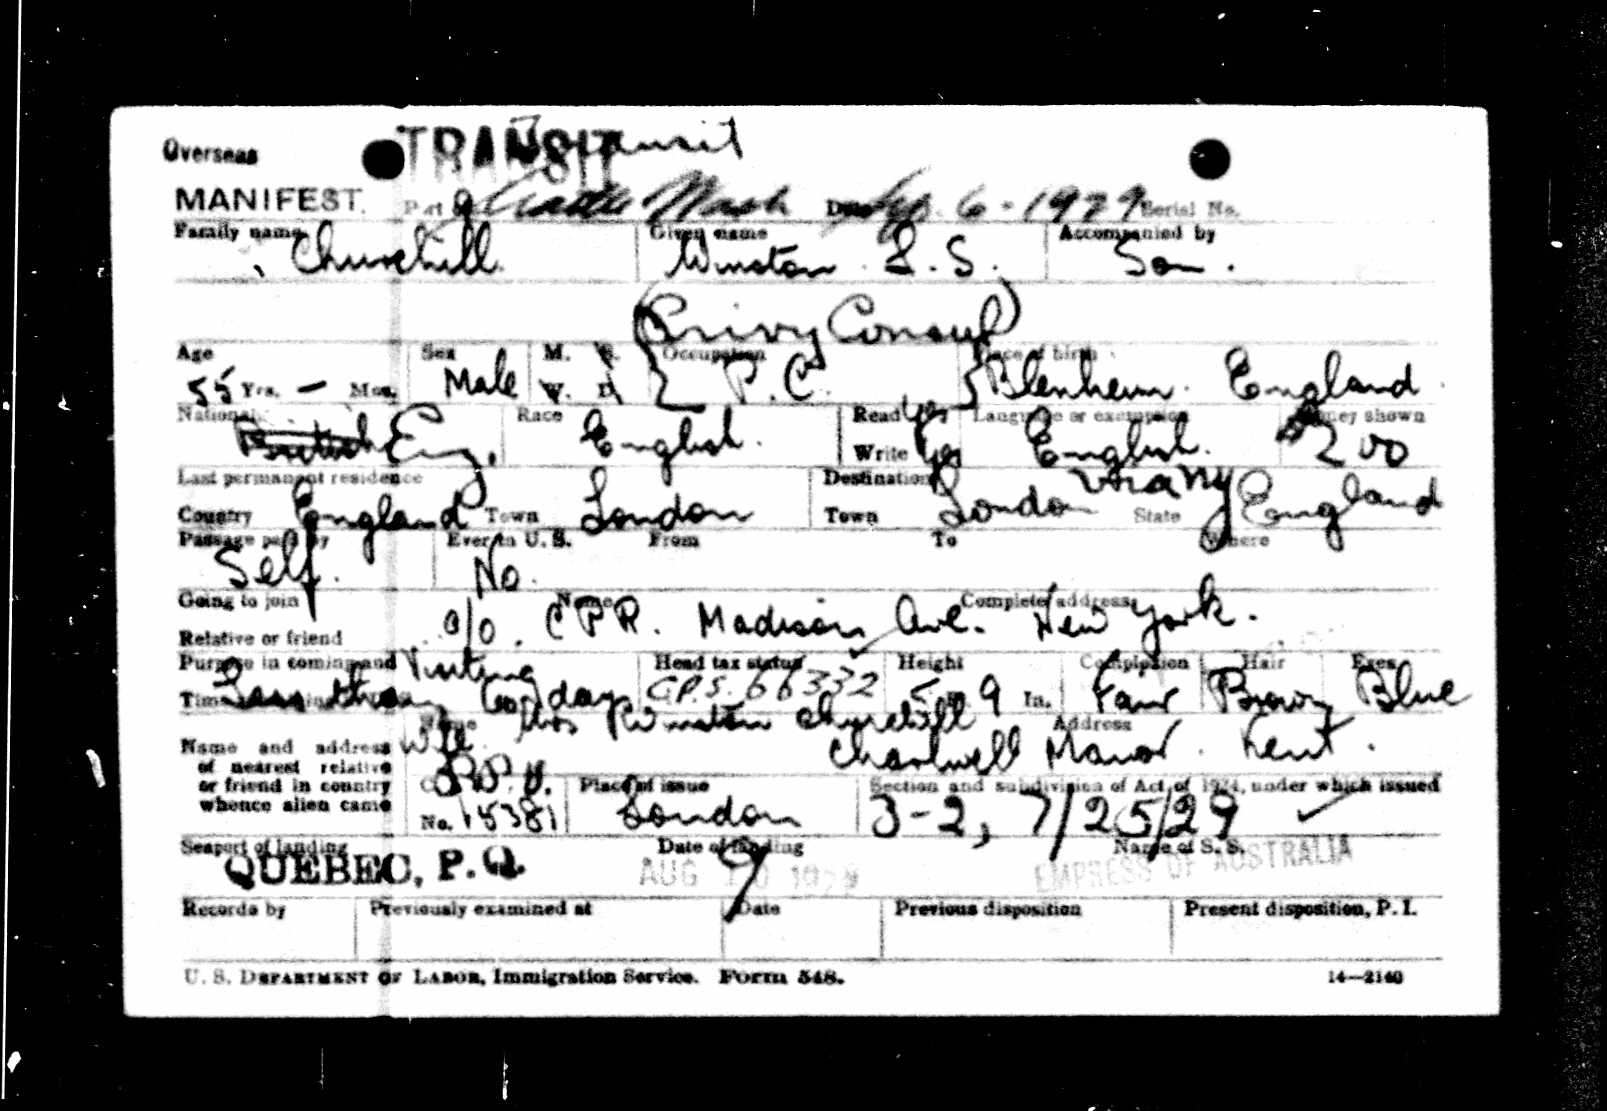 Overseas TRANSIT Transit
MANIFEST. Port of Seattle Wash Date Sep. 6 - 1929 Serial No.
Family name Given name Accompanied by
Churchill. Winston . L. S. Son .
(Privy Consul)
Age Sex M. S. Occupation Place of birth
55 Yrs. — Mos. Male W. D. P. C. Blenheim. England
National Race Read Yes Language or exemption Money shown
British Eng. English. Write Yes English. $200
Last permanent residence Destination
Country England Town London Town London State England
Passage paid by Ever in U. S. From To Where
Self. No.
Going to join Name Complete address
Relative or friend c/o. C P R. Madison Ave. New York.
Purpose in coming and Visiting Head tax status Height Complexion Hair Eyes
Time Less than 60 days C.P.S. 66332 5 9 In. Fair Brown Blue
Name Mrs Winston Churchill Address
Name and address Wife. Chartwell Manor . Kent .
of nearest relative
or friend in country Place of issue Section and subdivision of Act of 1924, under which issued
whence alien came No. 15381 London 3-2, 7/25/29
Seaport of landing Date of landing Name of S. S.
QUEBEC, P. Q. AUG 9 1929 EMPRESS OF AUSTRALIA
Records by Previously examined at Date Previous disposition Present disposition, P. I.
U. S. DEPARTMENT OF LABOR, Immigration Service. FORM 548. 14—2140